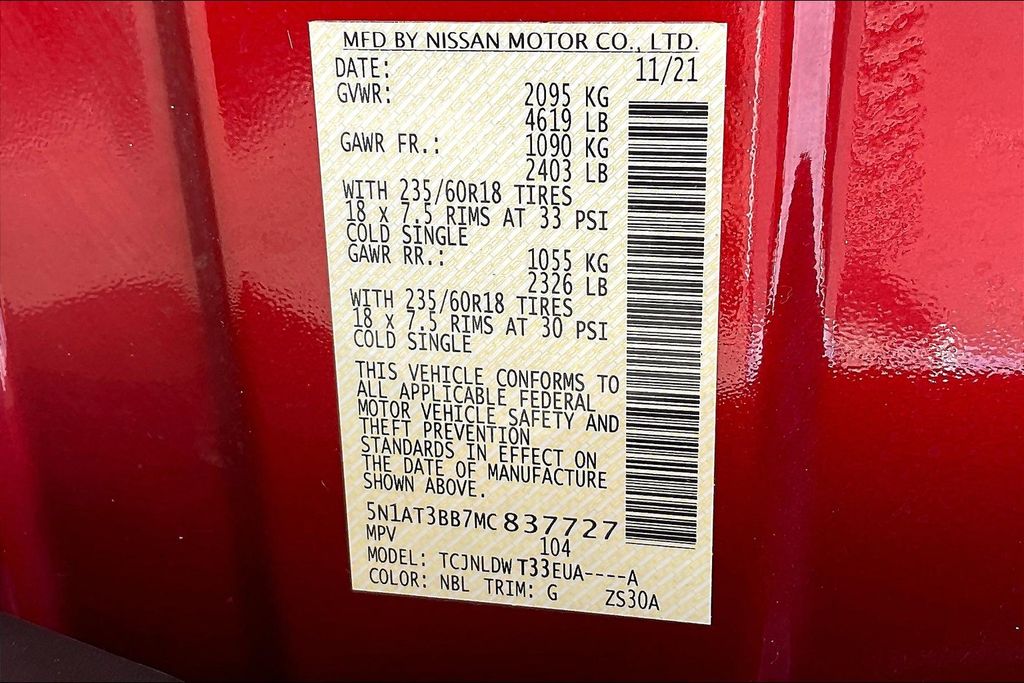 MFD BY NISSAN MOTOR CO., LTD.
DATE: 11/21
GVWR: 2095 KG
4619 LB
GAWR FR.: 1090 KG
2403 LB
WITH 235/60R18 TIRES
18 x 7.5 RIMS AT 33 PSI
COLD SINGLE
GAWR RR.: 1055 KG
2326 LB
WITH 235/60R18 TIRES
18 x 7.5 RIMS AT 30 PSI
COLD SINGLE
THIS VEHICLE CONFORMS TO
ALL APPLICABLE FEDERAL
MOTOR VEHICLE SAFETY AND
THEFT PREVENTION
STANDARDS IN EFFECT ON
THE DATE OF MANUFACTURE
SHOWN ABOVE.
5N1AT3BB7MC837727
MPV 104
MODEL: TCJNLDWT33EUA----A
COLOR: NBL TRIM: G ZS30A